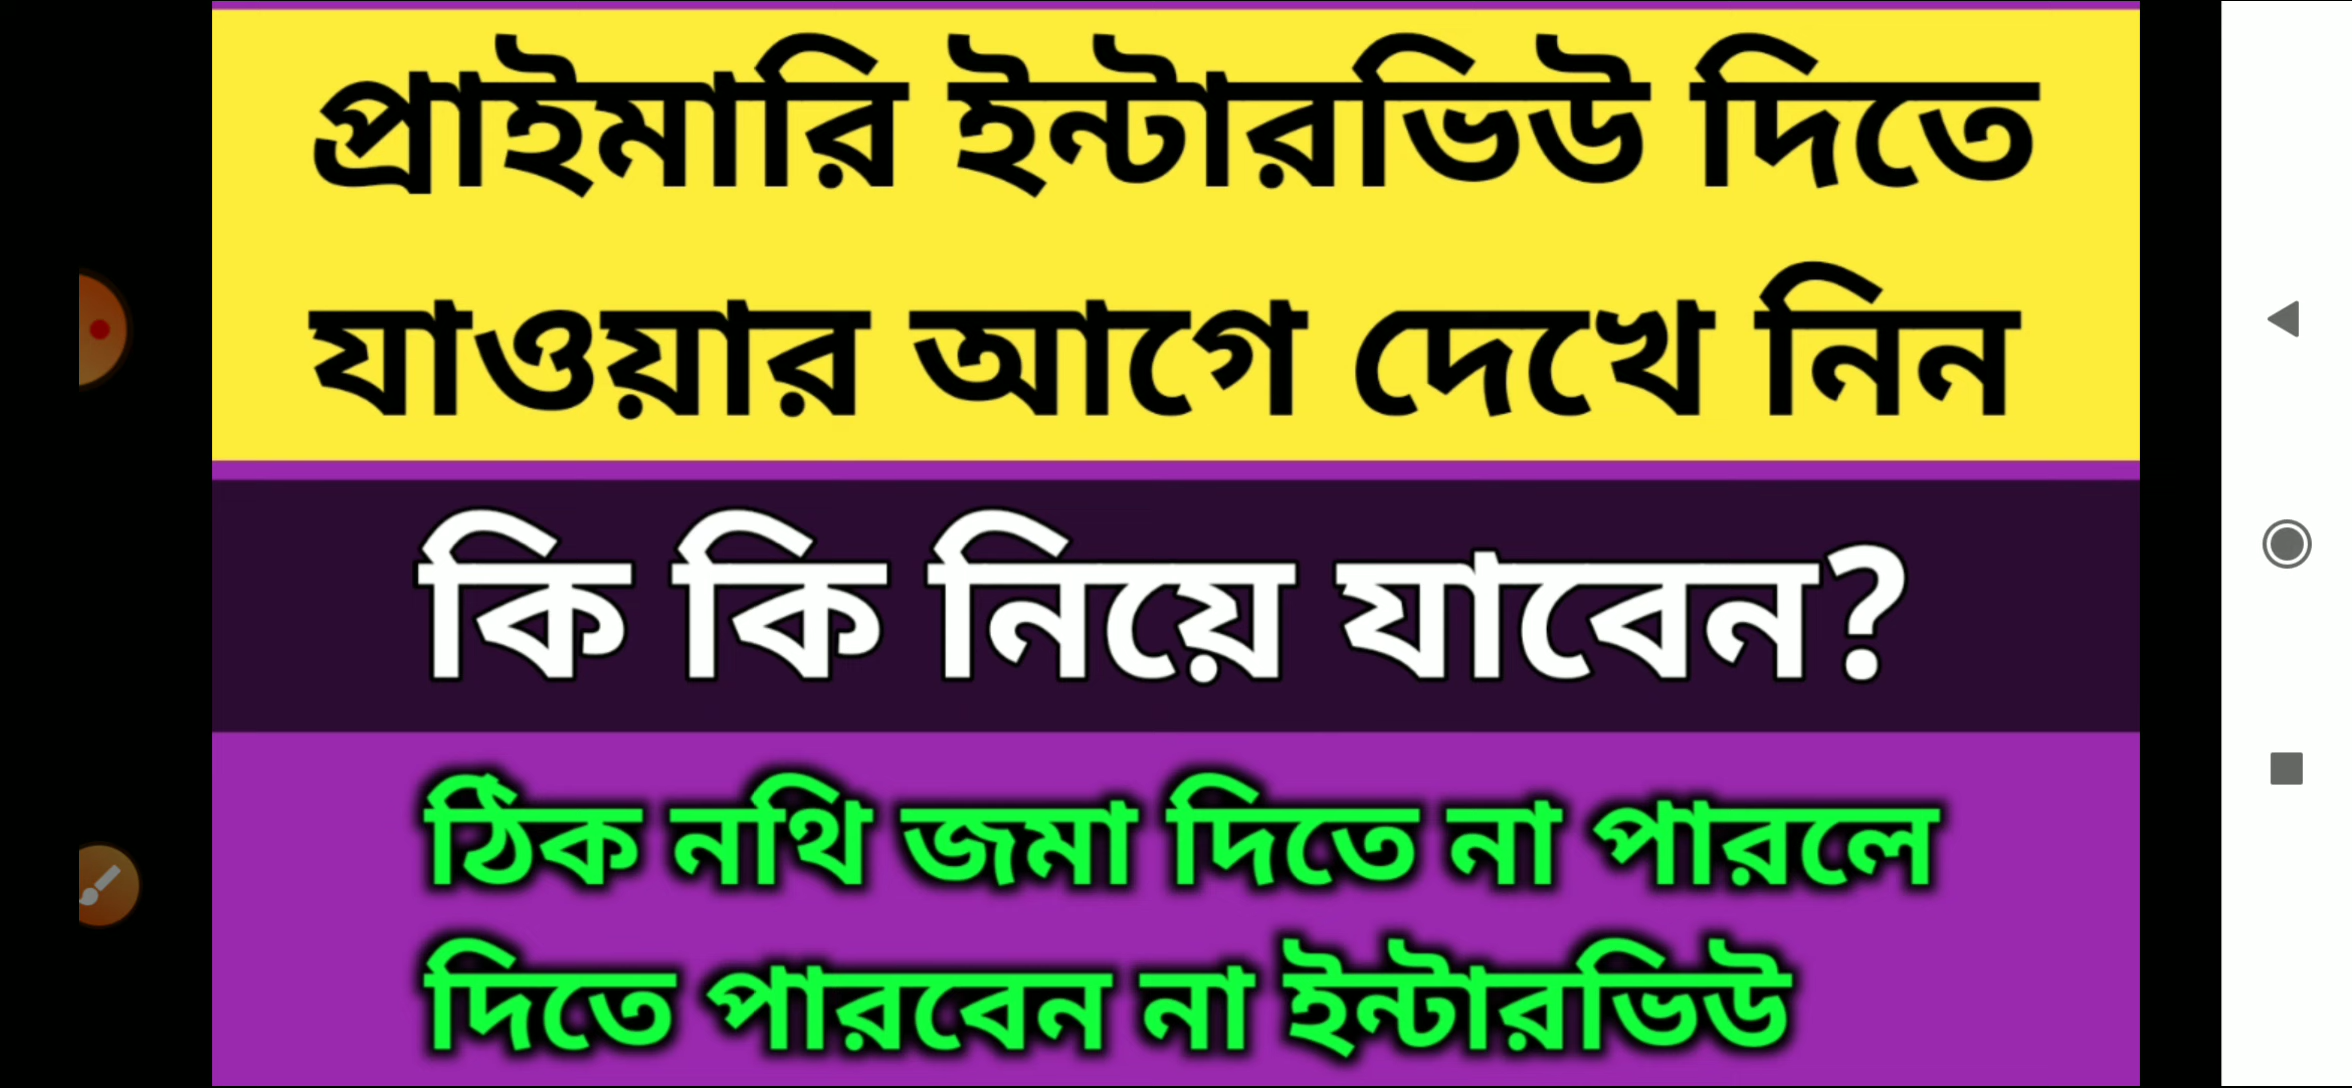 প্রাইমারি ইন্টারভিউ দিতে
যাওয়ার আগে দেখে নিন
কি কি নিয়ে যাবেন?
ঠিক নথি জমা দিতে না পারলে
দিতে পারবেন না ইন্টারভিউ